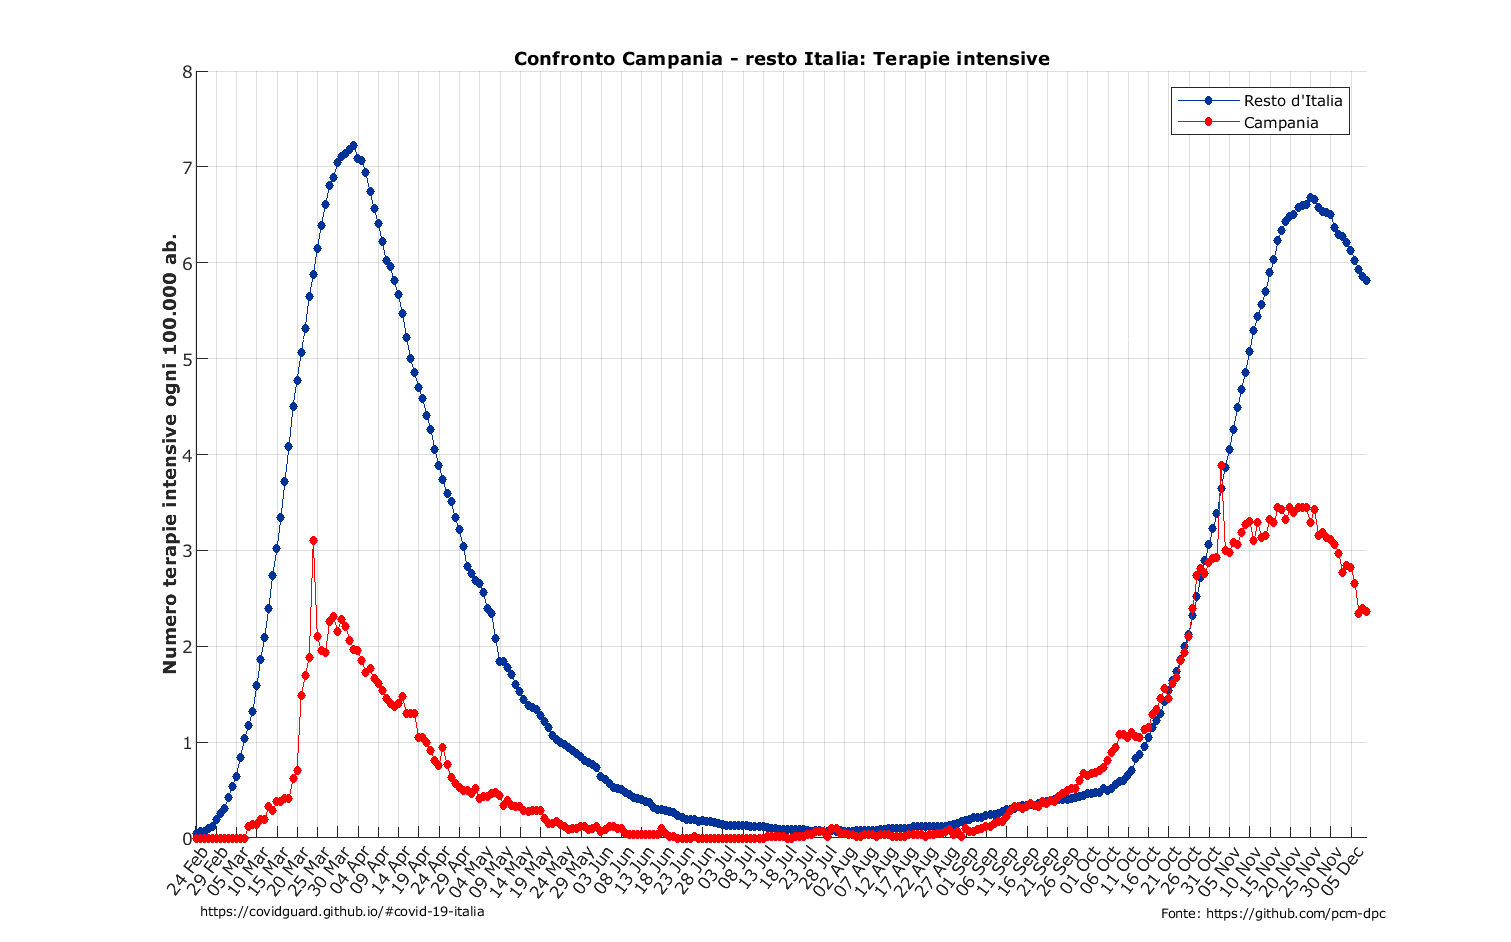 Confronto Campania - resto Italia: Terapie intensive
Resto d'Italia
Campania
Numero terapie intensive ogni 100.000 ab.
8
7
6
5
4
3
2
1
0
24 Feb
29 Feb
05 Mar
10 Mar
15 Mar
20 Mar
25 Mar
30 Mar
04 Apr
09 Apr
14 Apr
19 Apr
24 Apr
29 Apr
04 May
09 May
14 May
19 May
24 May
29 May
03 Jun
08 Jun
13 Jun
18 Jun
23 Jun
28 Jun
03 Jul
08 Jul
13 Jul
18 Jul
23 Jul
28 Jul
02 Aug
07 Aug
12 Aug
17 Aug
22 Aug
27 Aug
01 Sep
06 Sep
11 Sep
16 Sep
21 Sep
26 Sep
01 Oct
06 Oct
11 Oct
16 Oct
21 Oct
26 Oct
31 Oct
05 Nov
10 Nov
15 Nov
20 Nov
25 Nov
30 Nov
05 Dec
https://covidguard.github.io/#covid-19-italia
Fonte: https://github.com/pcm-dpc